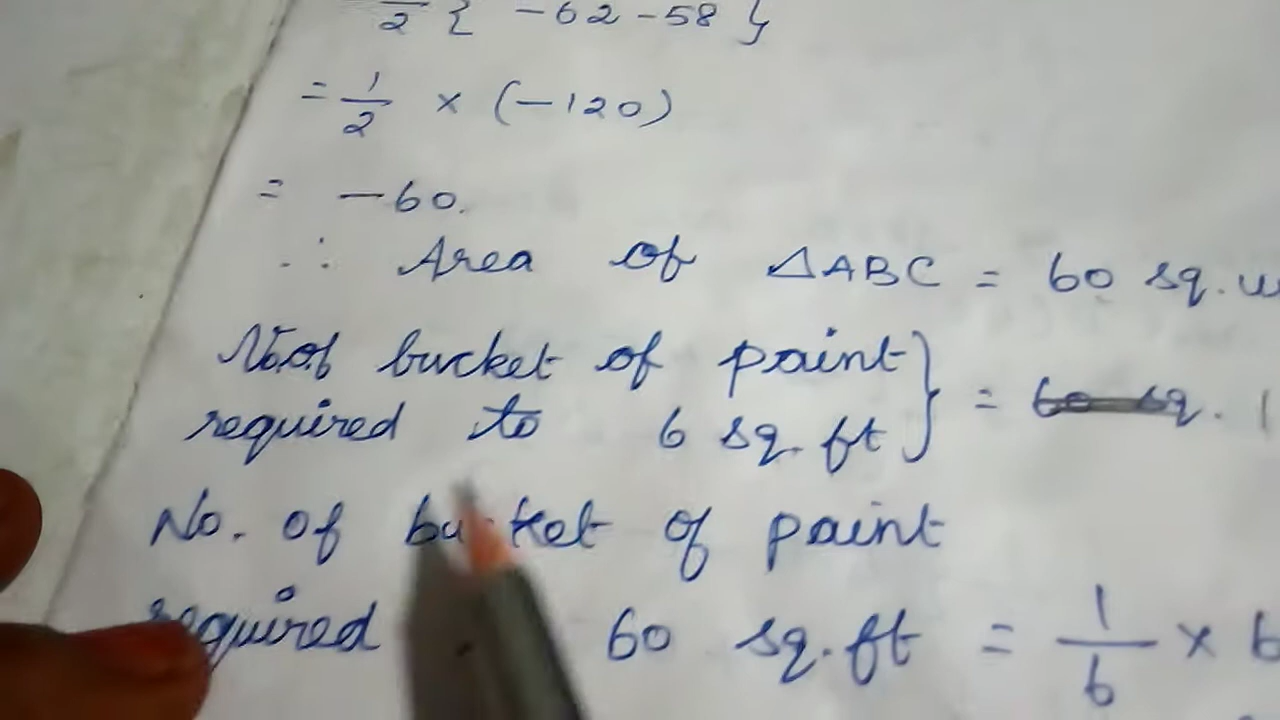 1/2 { -62 -58 }
= 1/2 × (-120)
= -60.
∴ Area of △ABC = 60 sq.
No.of bucket of paint
required to 6 sq.ft } =
No. of bucket of paint
required 60 sq.ft = 1/6 ×